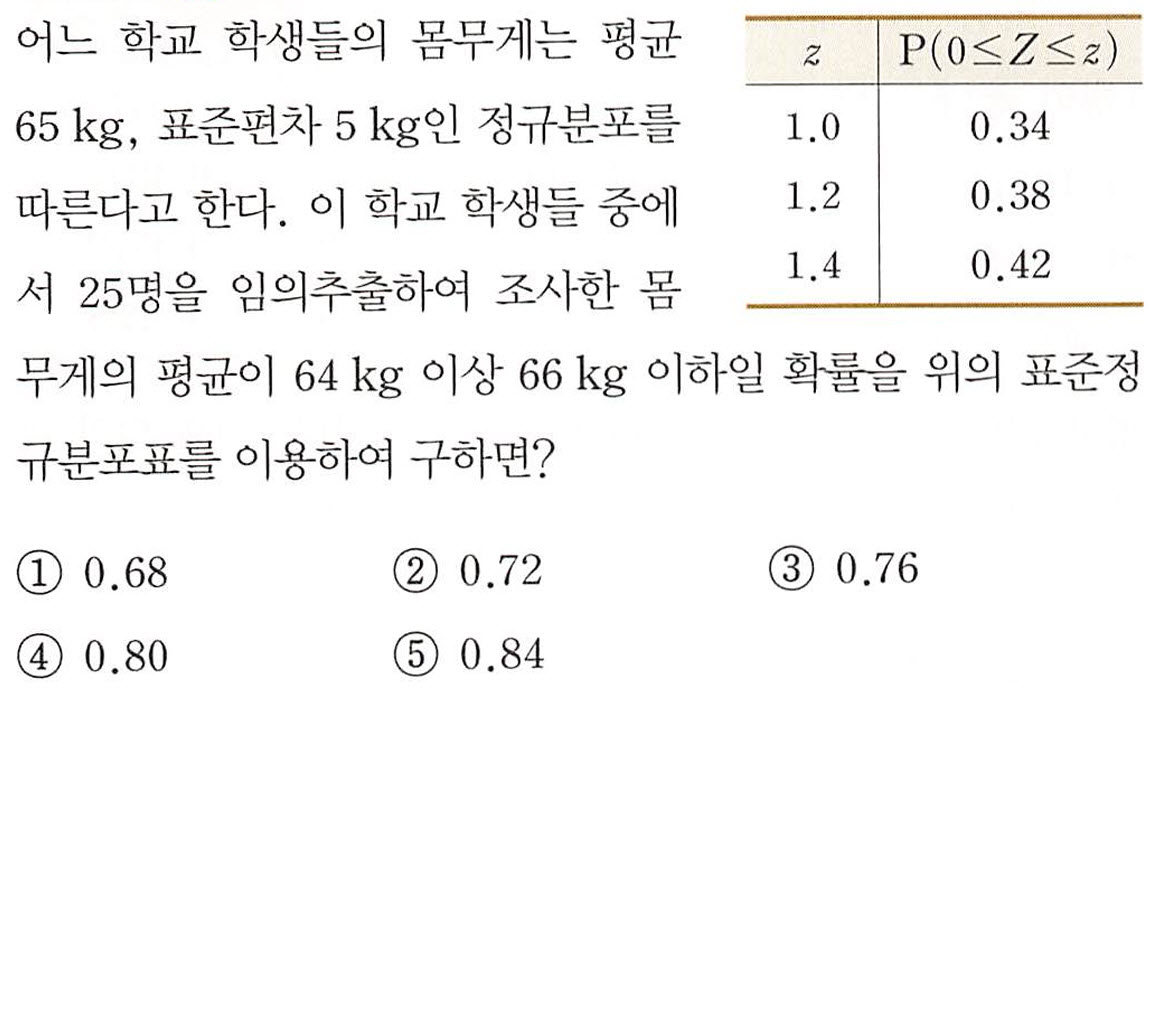 어느 학교 학생들의 몸무게는 평균
65 kg, 표준편차 5 kg인 정규분포를
따른다고 한다. 이 학교 학생들 중에
서 25명을 임의추출하여 조사한 몸
z P(0≤Z≤z)
1.0 0.34
1.2 0.38
1.4 0.42
무게의 평균이 64 kg 이상 66 kg 이하일 확률을 위의 표준정
규분포표를 이용하여 구하면?
① 0.68 ② 0.72 ③ 0.76
④ 0.80 ⑤ 0.84